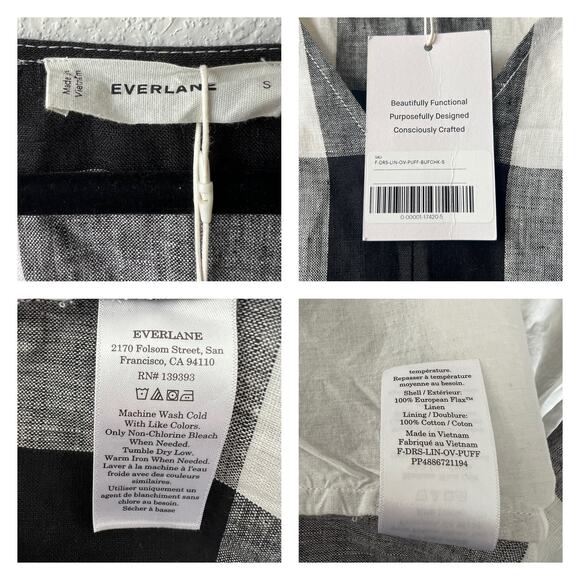 Made in
Vietnam
EVERLANE
S
Beautifully Functional
Purposefully Designed
Consciously Crafted
SKU
F-DRS-LIN-OV-PUFF-BUFCHK-S
0-00001-17420-5
EVERLANE
2170 Folsom Street, San
Francisco, CA 94110
RN# 139393
Machine Wash Cold
With Like Colors.
Only Non-Chlorine Bleach
When Needed.
Tumble Dry Low.
Warm Iron When Needed.
Laver à la machine à l'eau
froide avec des couleurs
similaires.
Utiliser uniquement un
agent de blanchiment sans
chlore au besoin.
Sécher à basse
température.
Repasser à température
moyenne au besoin.
Shell / Extérieur:
100% European Flax™
Linen
Lining / Doublure:
100% Cotton / Coton
Made in Vietnam
Fabriqué au Vietnam
F-DRS-LIN-OV-PUFF
PP4886721194